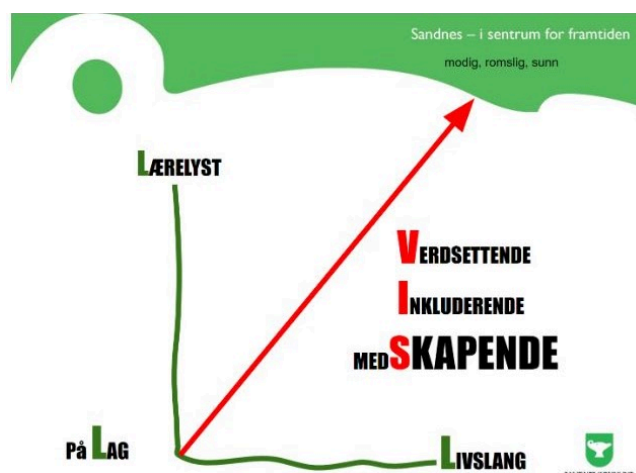 Sandnes – i sentrum for framtiden
modig, romslig, sunn
LÆRELYST
VERDSETTENDE
INKLUDERENDE
MEDSKAPENDE
På LAG
LIVSLANG